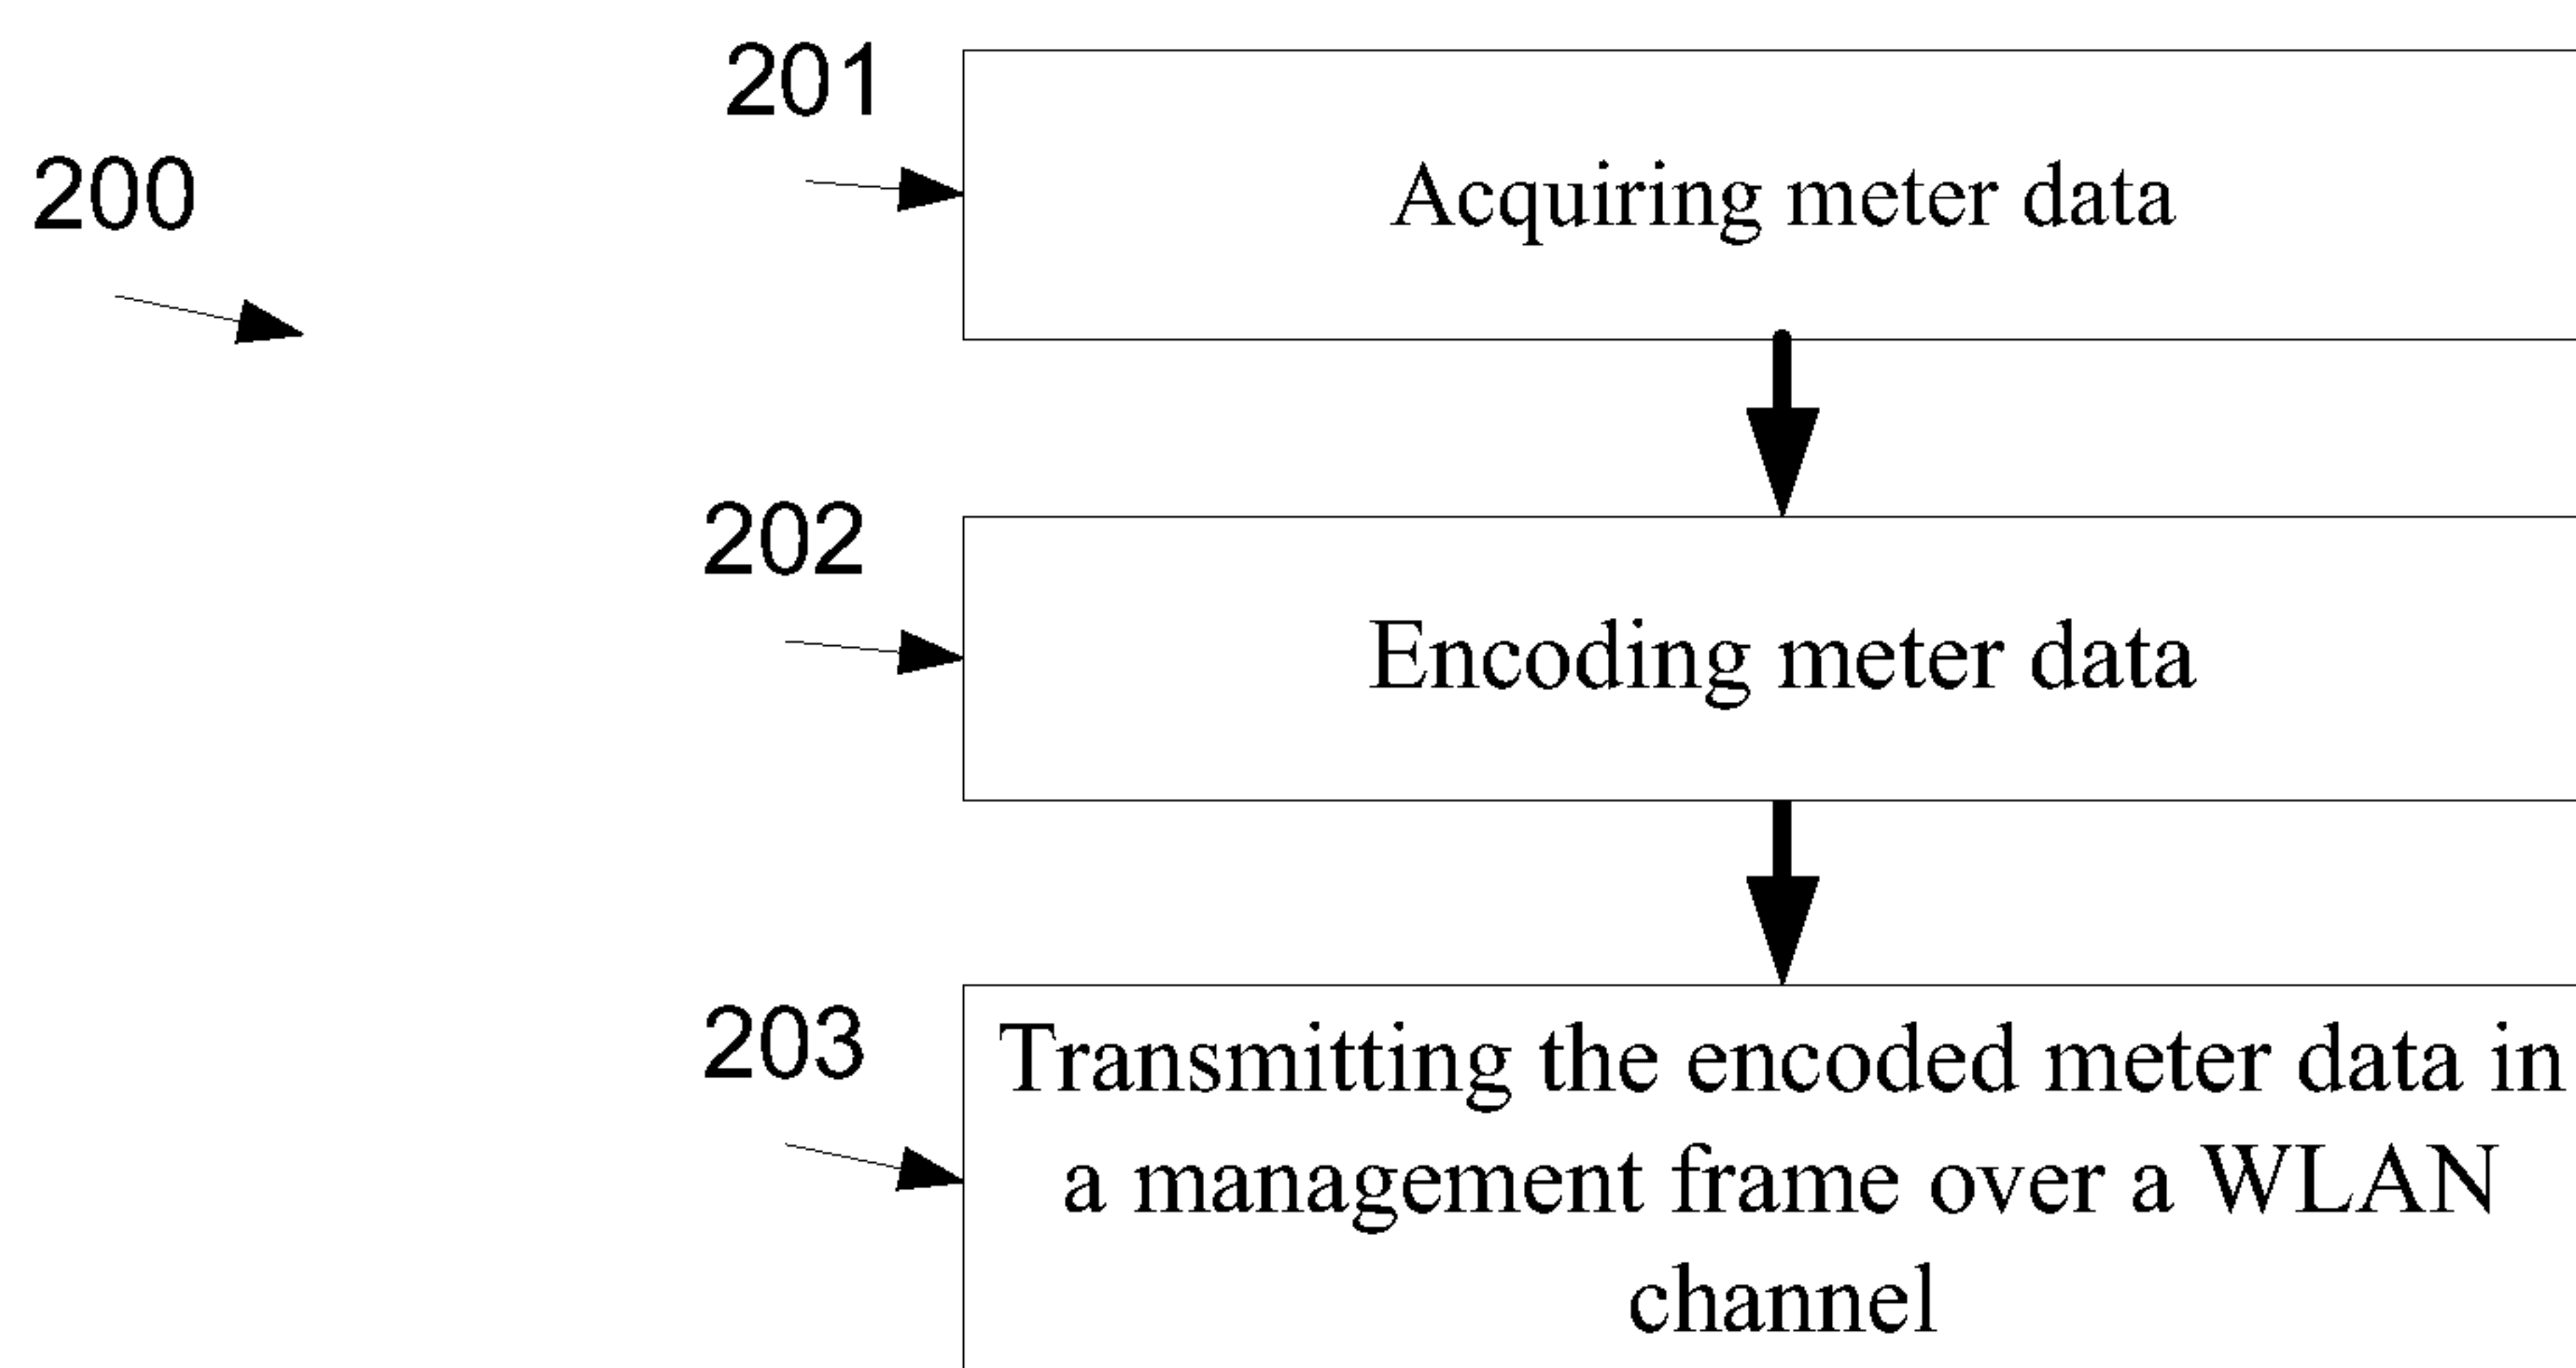 201
Acquiring meter data
200
202
Encoding meter data
203
Transmitting the encoded meter data in
a management frame over a WLAN
channel